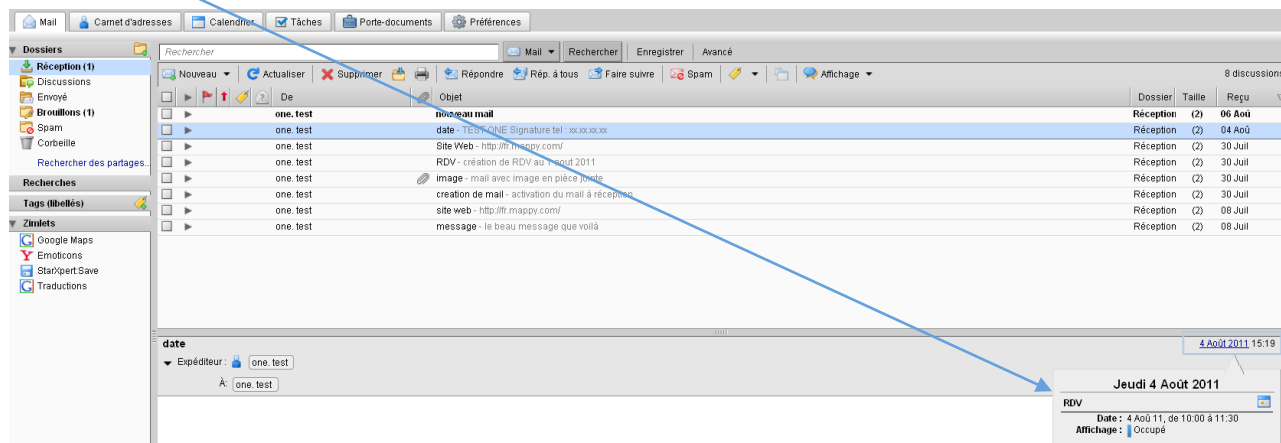 Mail Carnet d'adresses Calendrier Tâches Porte-documents Préférences
Dossiers
Réception (1)
Discussions
Envoyé
Brouillons (1)
Spam
Corbeille
Rechercher des partages...
Recherches
Tags (libellés)
Zimlets
Google Maps
Emoticons
StarXpert:Save
Traductions
Rechercher Mail Rechercher Enregistrer Avancé
Nouveau Actualiser Supprimer Répondre Rép. à tous Faire suivre Spam Affichage 8 discussions
De Objet Dossier Taille Reçu
one. test nouveau mail Réception (2) 06 Aoû
one. test date - TEST ONE Signature tel : xx.xx.xx.xx Réception (2) 04 Aoû
one. test Site Web - http://fr.mappy.com/ Réception (2) 30 Juil
one. test RDV - création de RDV au 1 aout 2011 Réception (2) 30 Juil
one. test image - mail avec image en pièce jointe Réception (2) 30 Juil
one. test creation de mail - activation du mail à réception Réception (2) 30 Juil
one. test site web - http://fr.mappy.com/ Réception (2) 08 Juil
one. test message - le beau message que voilà Réception (2) 08 Juil
date 4 Août 2011 15:19
Expéditeur : one. test
À: one. test
Jeudi 4 Août 2011
RDV
Date : 4 Aoû 11, de 10:00 à 11:30
Affichage : Occupé